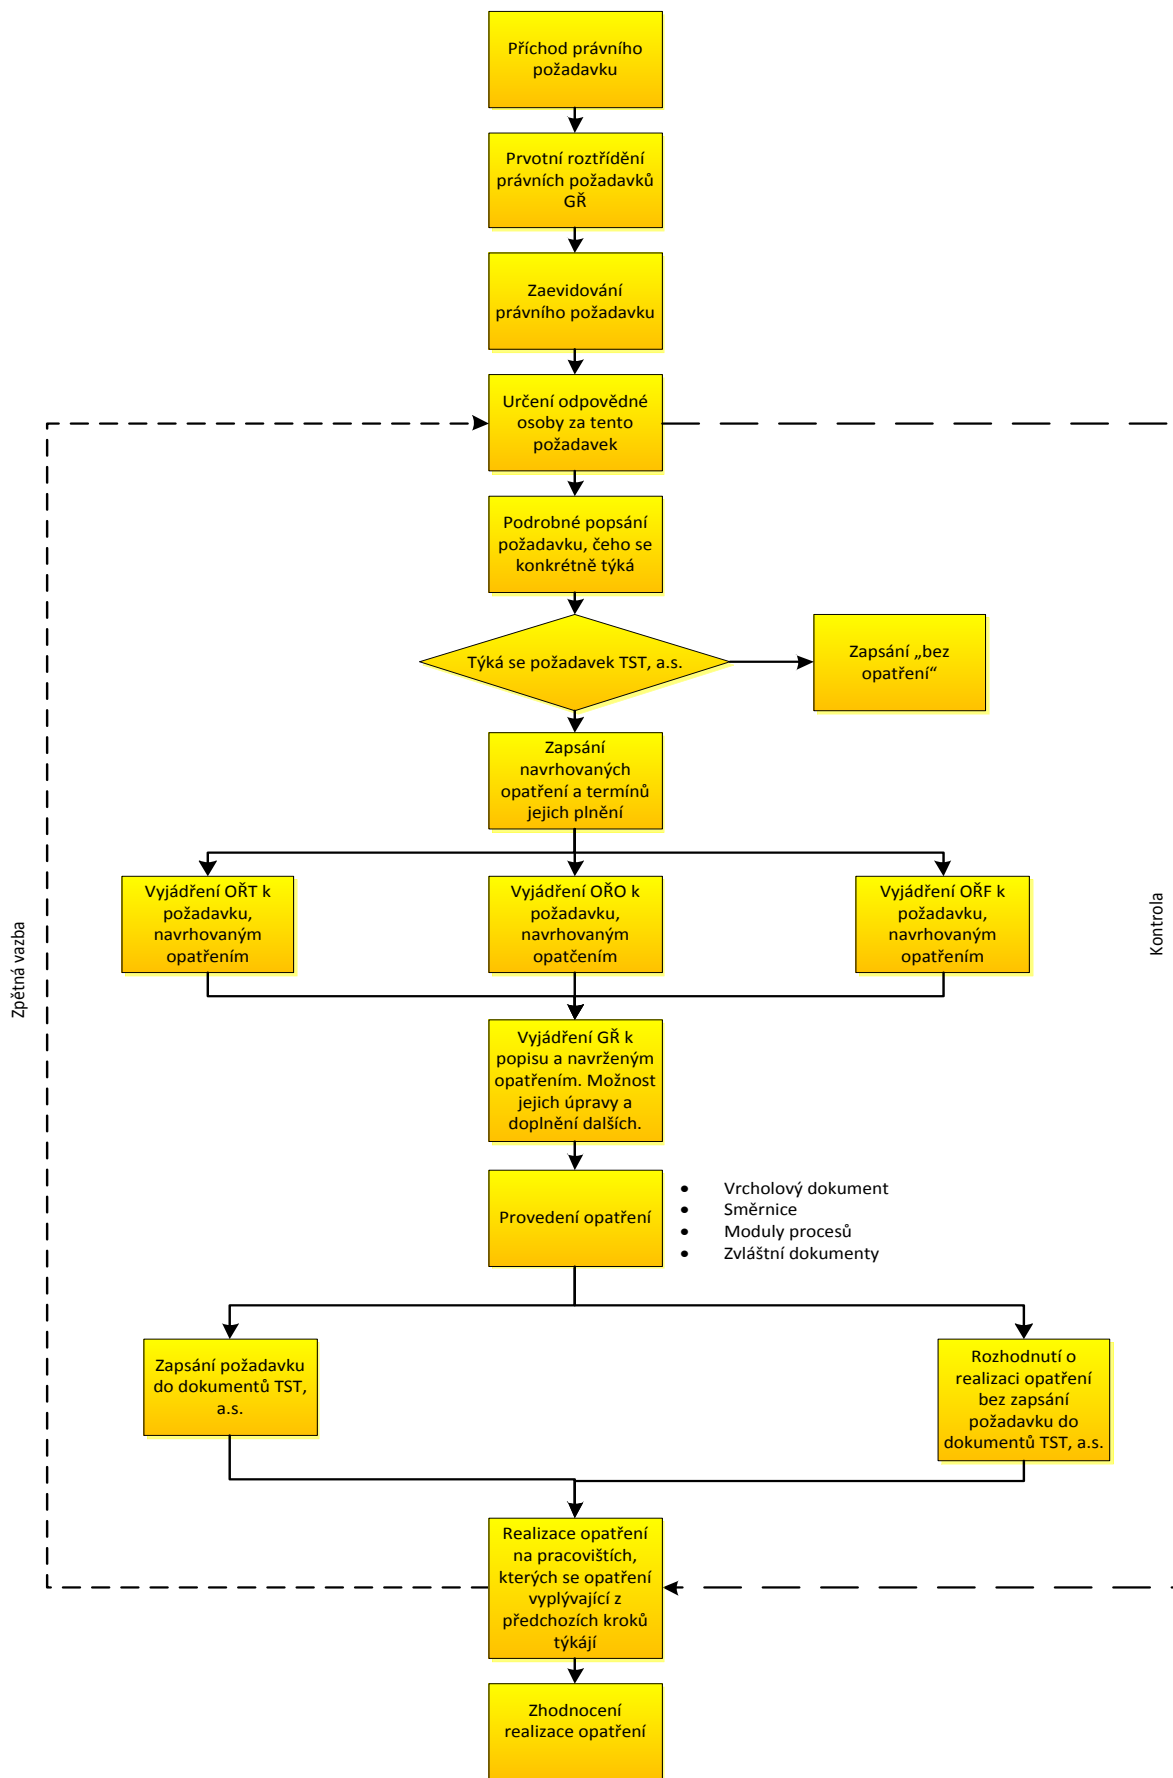 Příchod právního
požadavku
Prvotní roztřídění
právních požadavků
GŘ
Zaevidování
právního požadavku
Určení odpovědné
osoby za tento
požadavek
Podrobné popsání
požadavku, čeho se
konkrétně týká
Týká se požadavek TST, a.s.
Zapsání „bez
opatření“
Zapsání
navrhovaných
opatření a termínů
jejich plnění
Vyjádření OŘT k
požadavku,
navrhovaným
opatřením
Vyjádření OŘO k
požadavku,
navrhovaným
opatčením
Vyjádření OŘF k
požadavku,
navrhovaným
opatřením
Zpětná vazba
Kontrola
Vyjádření GŘ k
popisu a navrženým
opatřením. Možnost
jejich úpravy a
doplnění dalších.
Provedení opatření
• Vrcholový dokument
• Směrnice
• Moduly procesů
• Zvláštní dokumenty
Zapsání požadavku
do dokumentů TST,
a.s.
Rozhodnutí o
realizaci opatření
bez zapsání
požadavku do
dokumentů TST, a.s.
Realizace opatření
na pracovištích,
kterých se opatření
vyplývající z
předchozích kroků
týkájí
Zhodnocení
realizace opatření